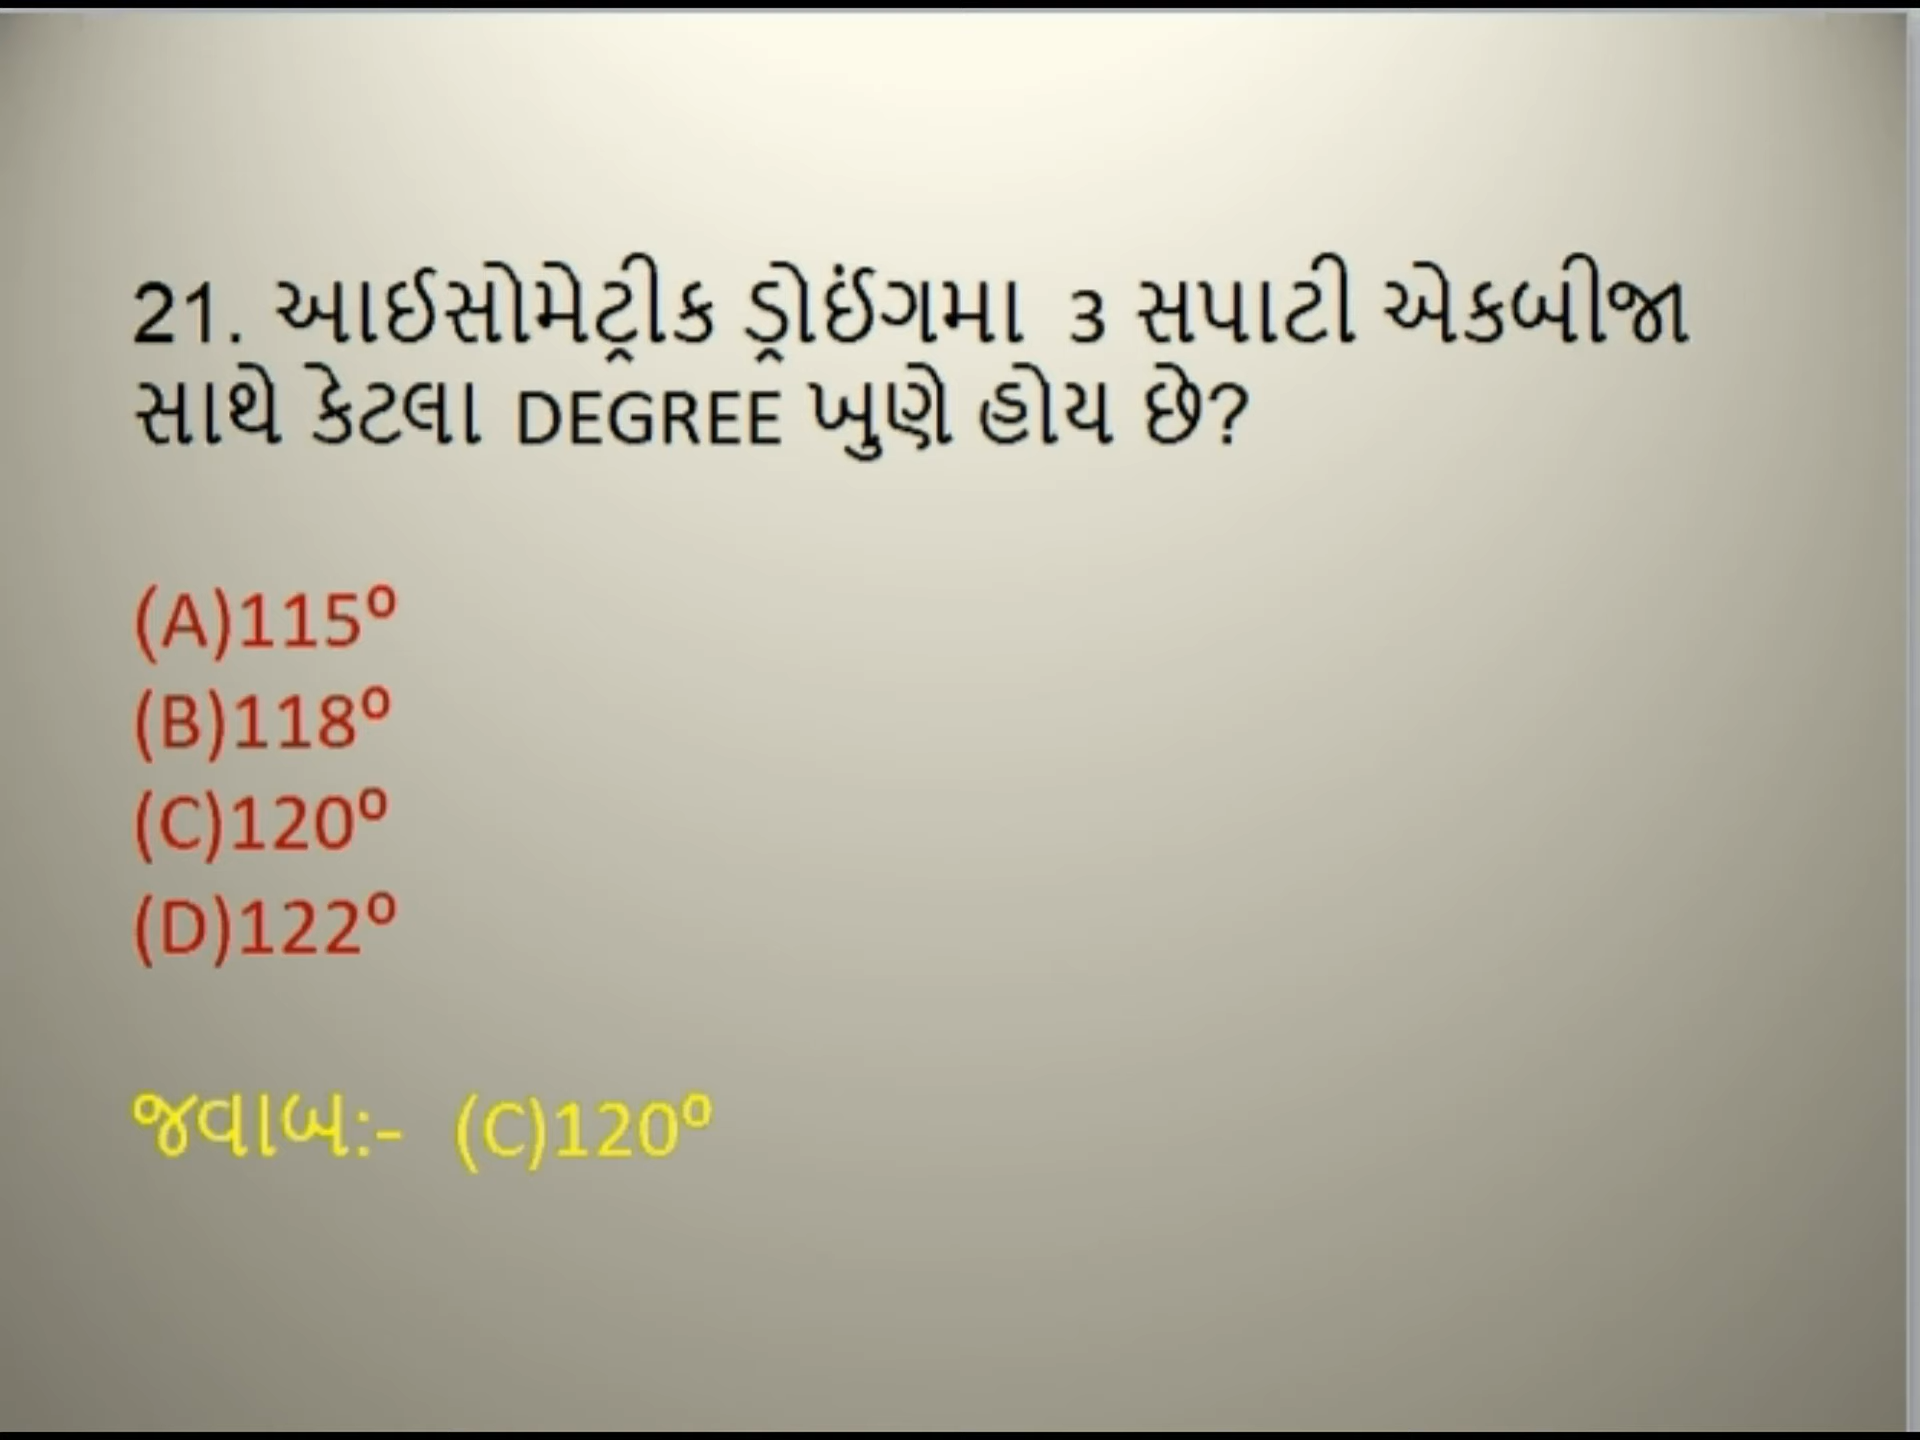 21. આઈસોમેટ્રીક ડ્રોઈંગમા 3 સપાટી એકબીજા
સાથે કેટલા DEGREE ખુણે હોય છે?
(A)115⁰
(B)118⁰
(C)120⁰
(D)122⁰
જવાબ:- (C)120⁰